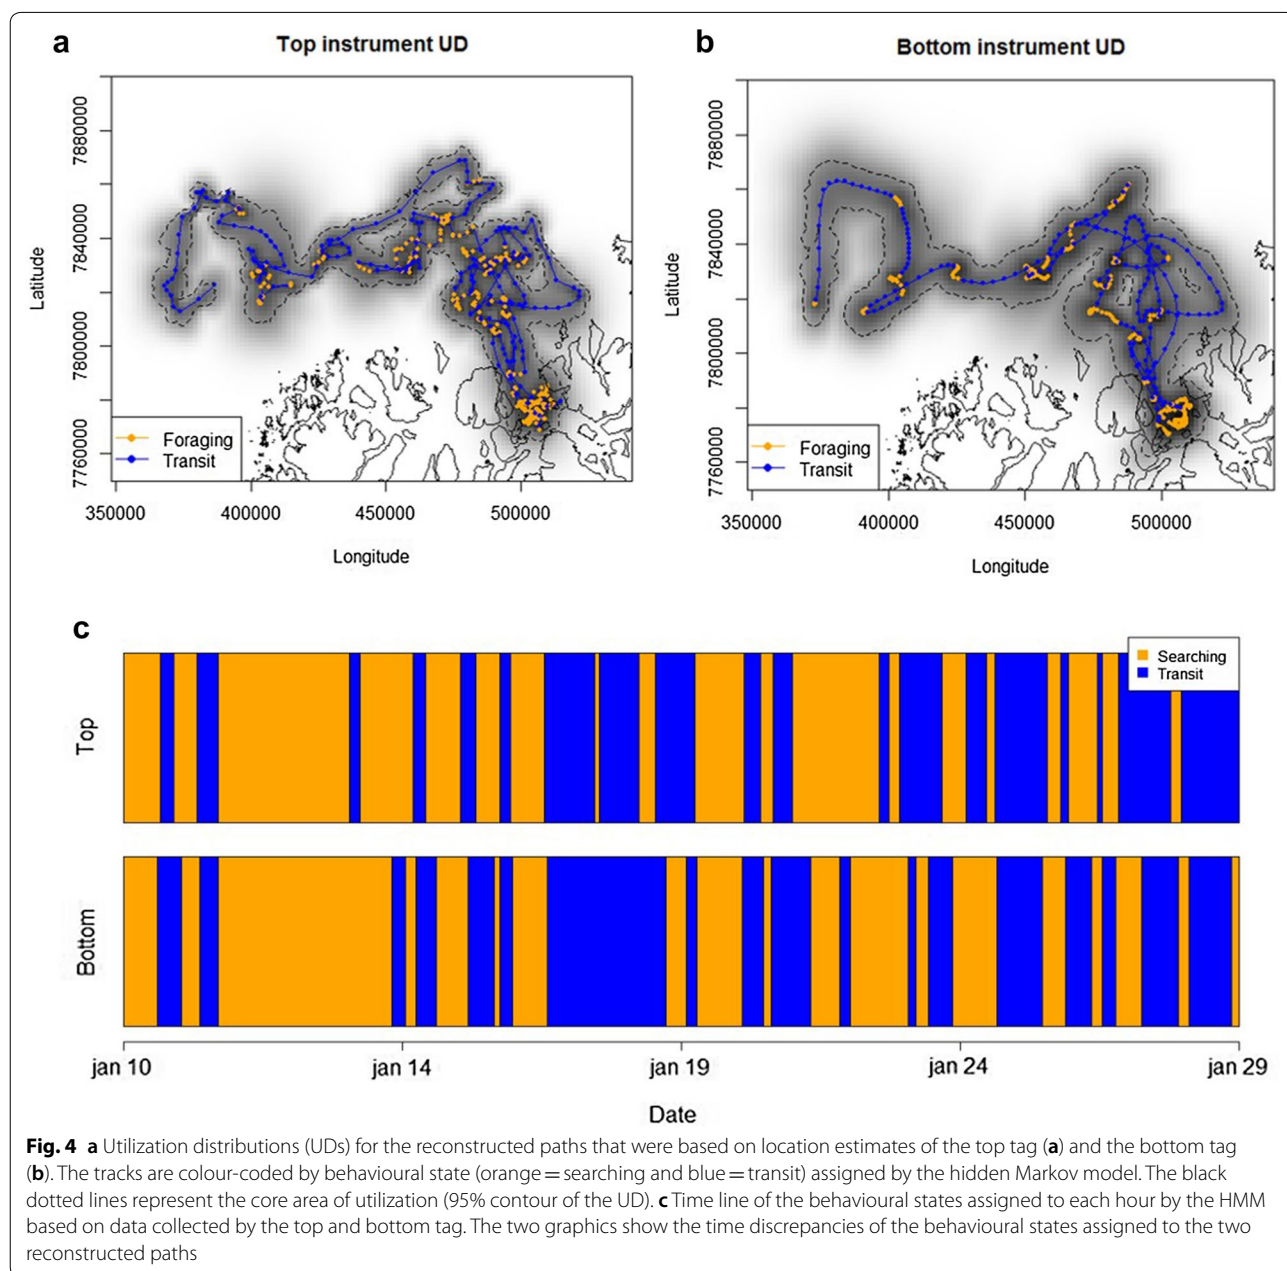 a
Top instrument UD
Latitude
7880000
7840000
7800000
7760000
Foraging
Transit
350000 400000 450000 500000
Longitude
b
Bottom instrument UD
Latitude
7880000
7840000
7800000
7760000
Foraging
Transit
350000 400000 450000 500000
Longitude
c
Searching
Transit
Top
Bottom
jan 10 jan 14 jan 19 jan 24 jan 29
Date
Fig. 4 a Utilization distributions (UDs) for the reconstructed paths that were based on location estimates of the top tag (a) and the bottom tag
(b). The tracks are colour-coded by behavioural state (orange = searching and blue = transit) assigned by the hidden Markov model. The black
dotted lines represent the core area of utilization (95% contour of the UD). c Time line of the behavioural states assigned to each hour by the HMM
based on data collected by the top and bottom tag. The two graphics show the time discrepancies of the behavioural states assigned to the two
reconstructed paths